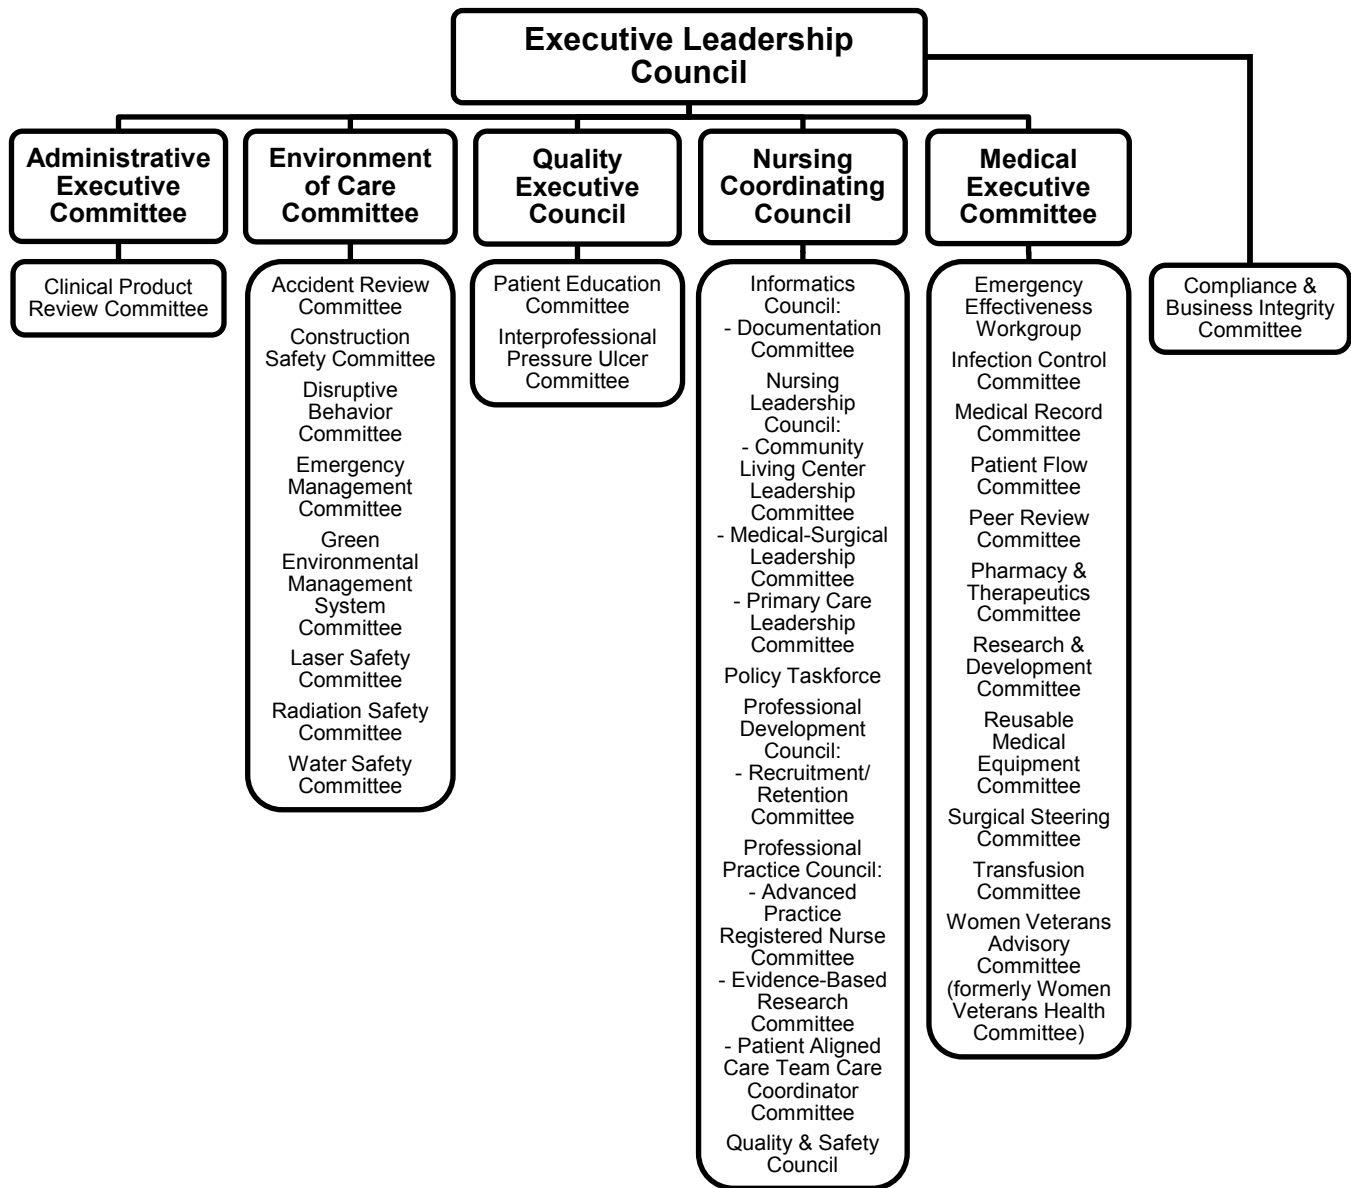 Executive Leadership
Council
Administrative
Executive
Committee
Environment
of Care
Committee
Quality
Executive
Council
Nursing
Coordinating
Council
Medical
Executive
Committee
Clinical Product
Review Committee
Accident Review
Committee
Construction
Safety Committee
Disruptive
Behavior
Committee
Emergency
Management
Committee
Green
Environmental
Management
System
Committee
Laser Safety
Committee
Radiation Safety
Committee
Water Safety
Committee
Patient Education
Committee
Interprofessional
Pressure Ulcer
Committee
Informatics
Council:
- Documentation
Committee
Nursing
Leadership
Council:
- Community
Living Center
Leadership
Committee
- Medical-Surgical
Leadership
Committee
- Primary Care
Leadership
Committee
Policy Taskforce
Professional
Development
Council:
- Recruitment/
Retention
Committee
Professional
Practice Council:
- Advanced
Practice
Registered Nurse
Committee
- Evidence-Based
Research
Committee
- Patient Aligned
Care Team Care
Coordinator
Committee
Quality & Safety
Council
Emergency
Effectiveness
Workgroup
Infection Control
Committee
Medical Record
Committee
Patient Flow
Committee
Peer Review
Committee
Pharmacy &
Therapeutics
Committee
Research &
Development
Committee
Reusable
Medical
Equipment
Committee
Surgical Steering
Committee
Transfusion
Committee
Women Veterans
Advisory
Committee
(formerly Women
Veterans Health
Committee)
Compliance &
Business Integrity
Committee